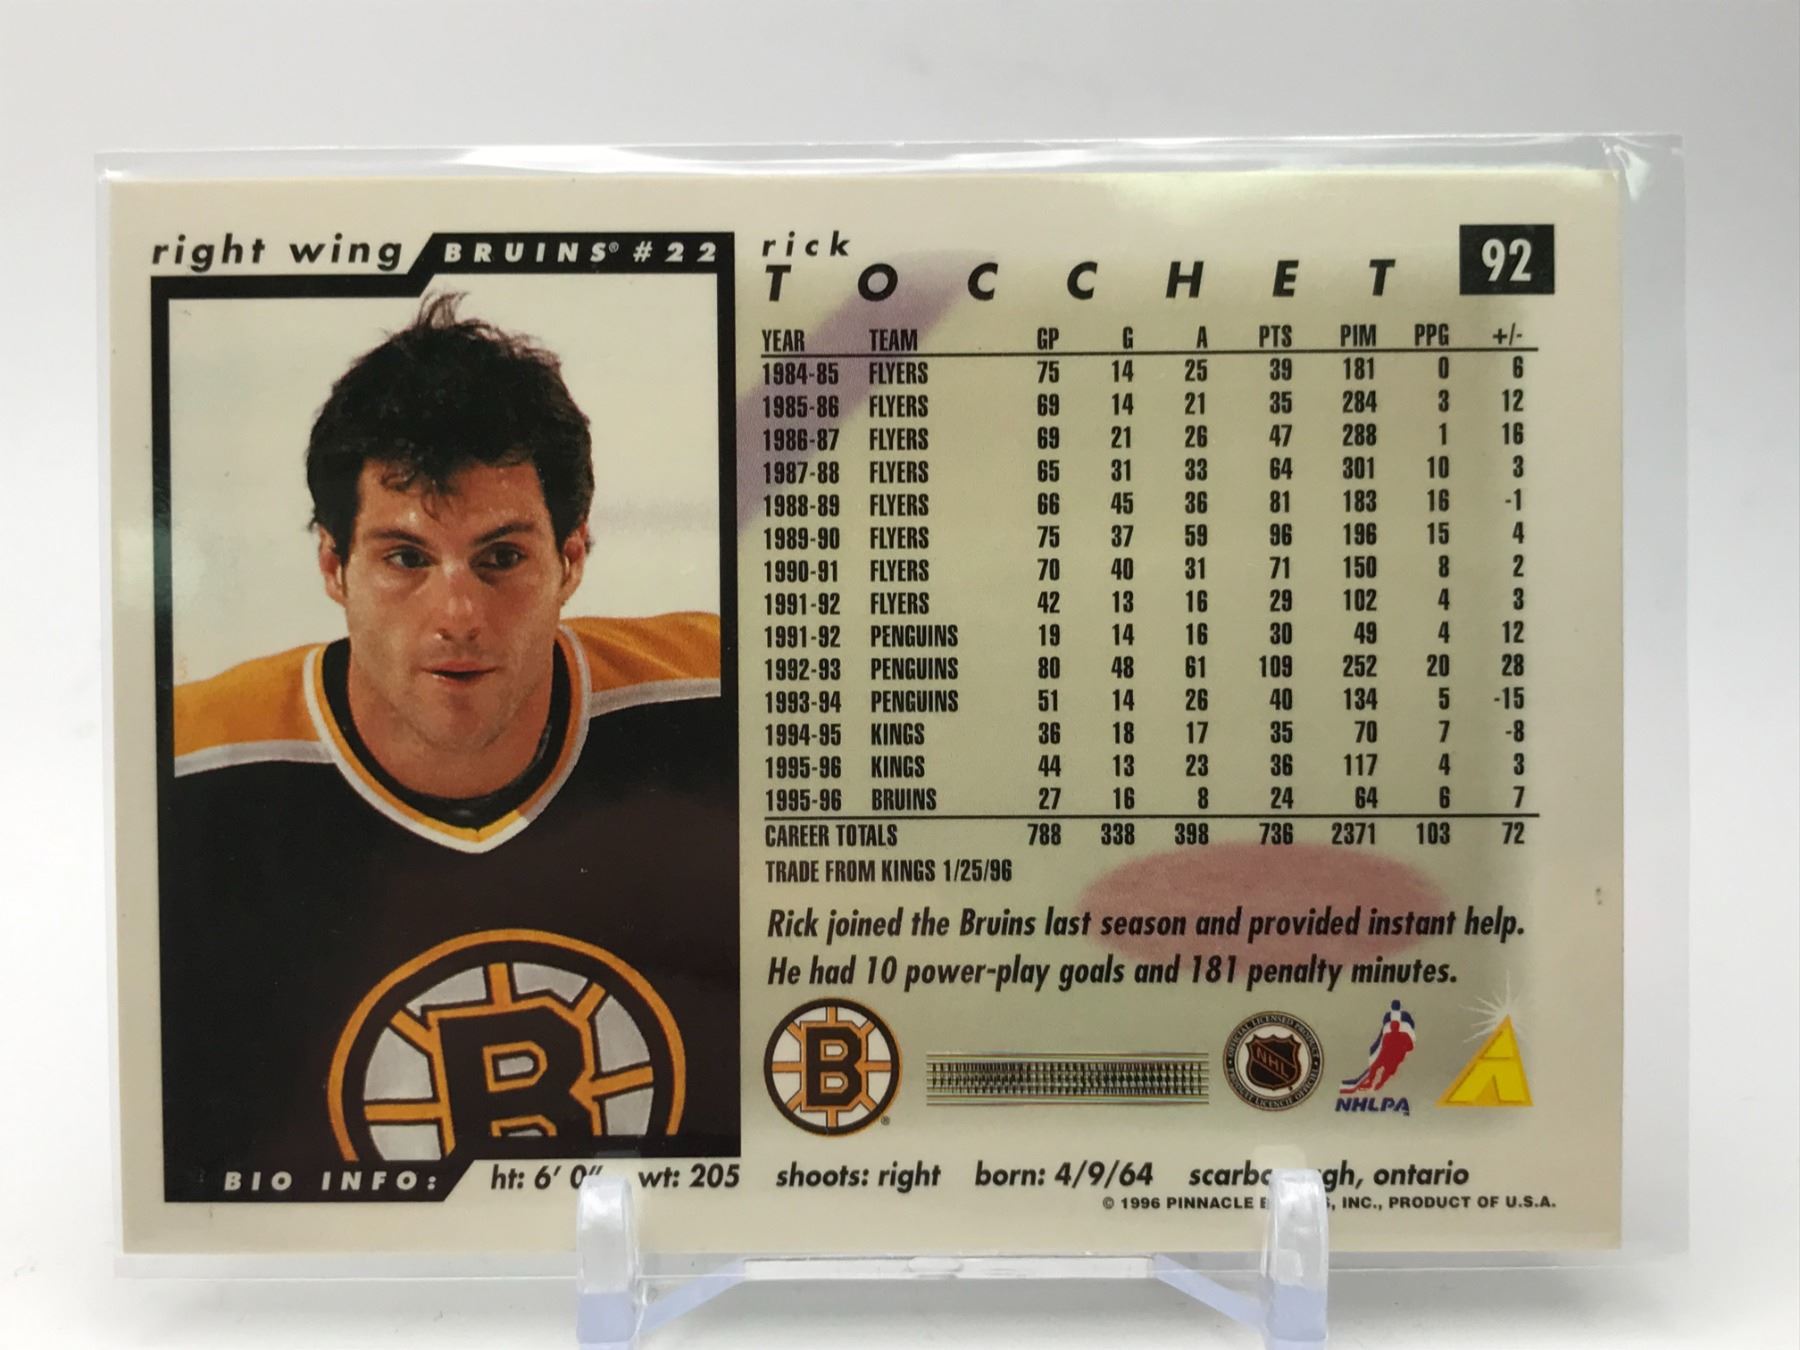 right wing BRUINS® #22
rick
TOCCHET
92
YEAR TEAM GP G A PTS PIM PPG +/-
1984-85 FLYERS 75 14 25 39 181 0 6
1985-86 FLYERS 69 14 21 35 284 3 12
1986-87 FLYERS 69 21 26 47 288 1 16
1987-88 FLYERS 65 31 33 64 301 10 3
1988-89 FLYERS 66 45 36 81 183 16 -1
1989-90 FLYERS 75 37 59 96 196 15 4
1990-91 FLYERS 70 40 31 71 150 8 2
1991-92 FLYERS 42 13 16 29 102 4 3
1991-92 PENGUINS 19 14 16 30 49 4 12
1992-93 PENGUINS 80 48 61 109 252 20 28
1993-94 PENGUINS 51 14 26 40 134 5 -15
1994-95 KINGS 36 18 17 35 70 7 -8
1995-96 KINGS 44 13 23 36 117 4 3
1995-96 BRUINS 27 16 8 24 64 6 7
CAREER TOTALS 788 338 398 736 2371 103 72
TRADE FROM KINGS 1/25/96
Rick joined the Bruins last season and provided instant help.
He had 10 power-play goals and 181 penalty minutes.
B
B ®
NHL
NHLPA
BIO INFO: ht: 6' 0" wt: 205 shoots: right born: 4/9/64 ontario
© 1996 PINNACLE INC., PRODUCT OF U.S.A.